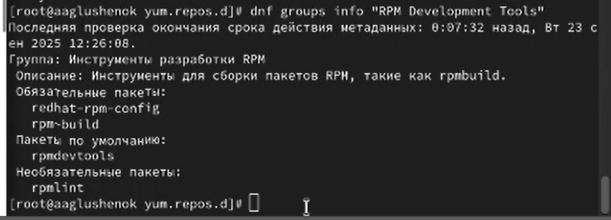 [root@aaglushenok yum.repos.d]# dnf groups info "RPM Development Tools"
Последняя проверка окончания срока действия метаданных: 0:07:32 назад, Вт 23 с
ен 2025 12:26:08.
Группа: Инструменты разработки RPM
Описание: Инструменты для сборки пакетов RPM, такие как rpmbuild.
Обязательные пакеты:
redhat-rpm-config
rpm-build
Пакеты по умолчанию:
rpmdevtools
Необязательные пакеты:
rpmlint
[root@aaglushenok yum.repos.d]#